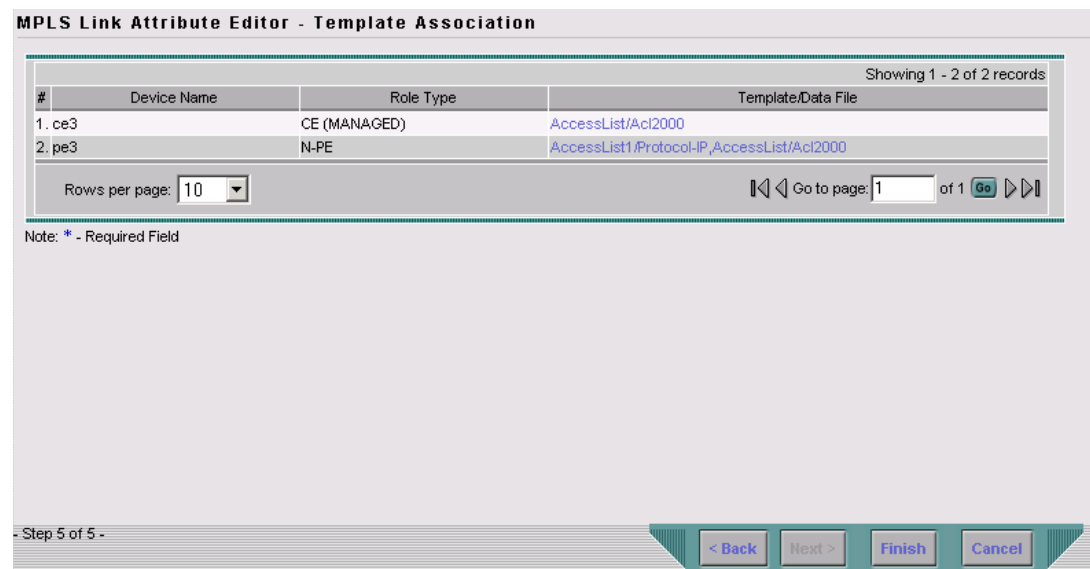 MPLS Link Attribute Editor - Template Association
Showing 1 - 2 of 2 records
# Device Name Role Type Template/Data File
1. ce3 CE (MANAGED) AccessList/Acl2000
2. pe3 N-PE AccessList1/Protocol-IP,AccessList/Acl2000
Rows per page: 10 Go to page: 1 of 1 Go
Note: * - Required Field
- Step 5 of 5 -
< Back Next > Finish Cancel